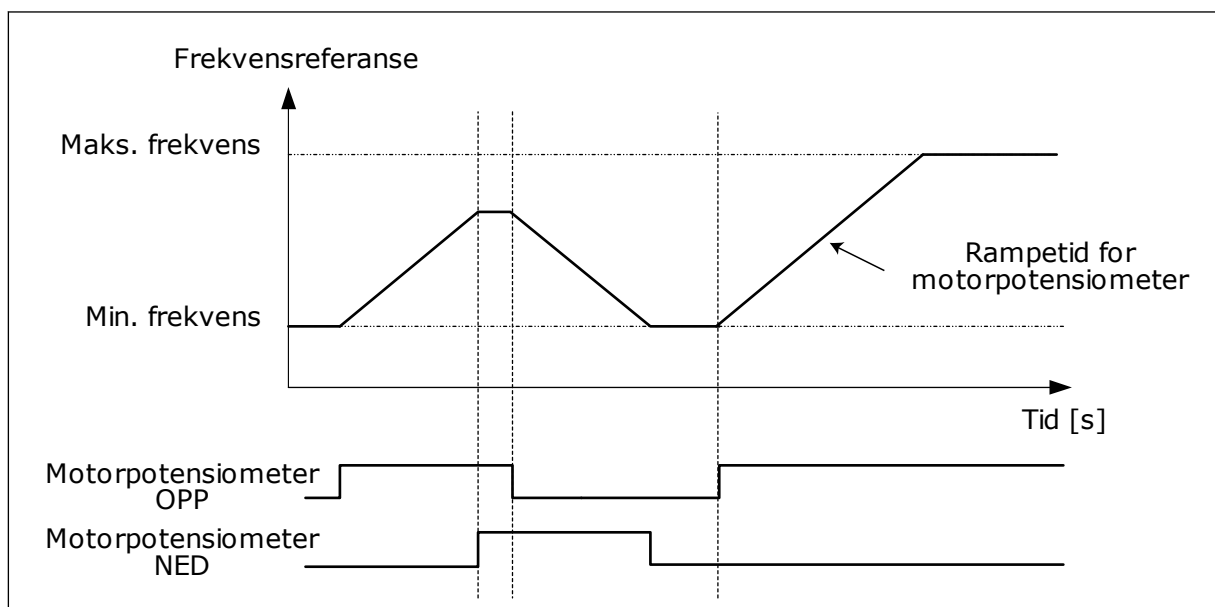 Frekvensreferanse
Maks. frekvens
Rampetid for
motorpotensiometer
Min. frekvens
Tid [s]
Motorpotensiometer
OPP
Motorpotensiometer
NED